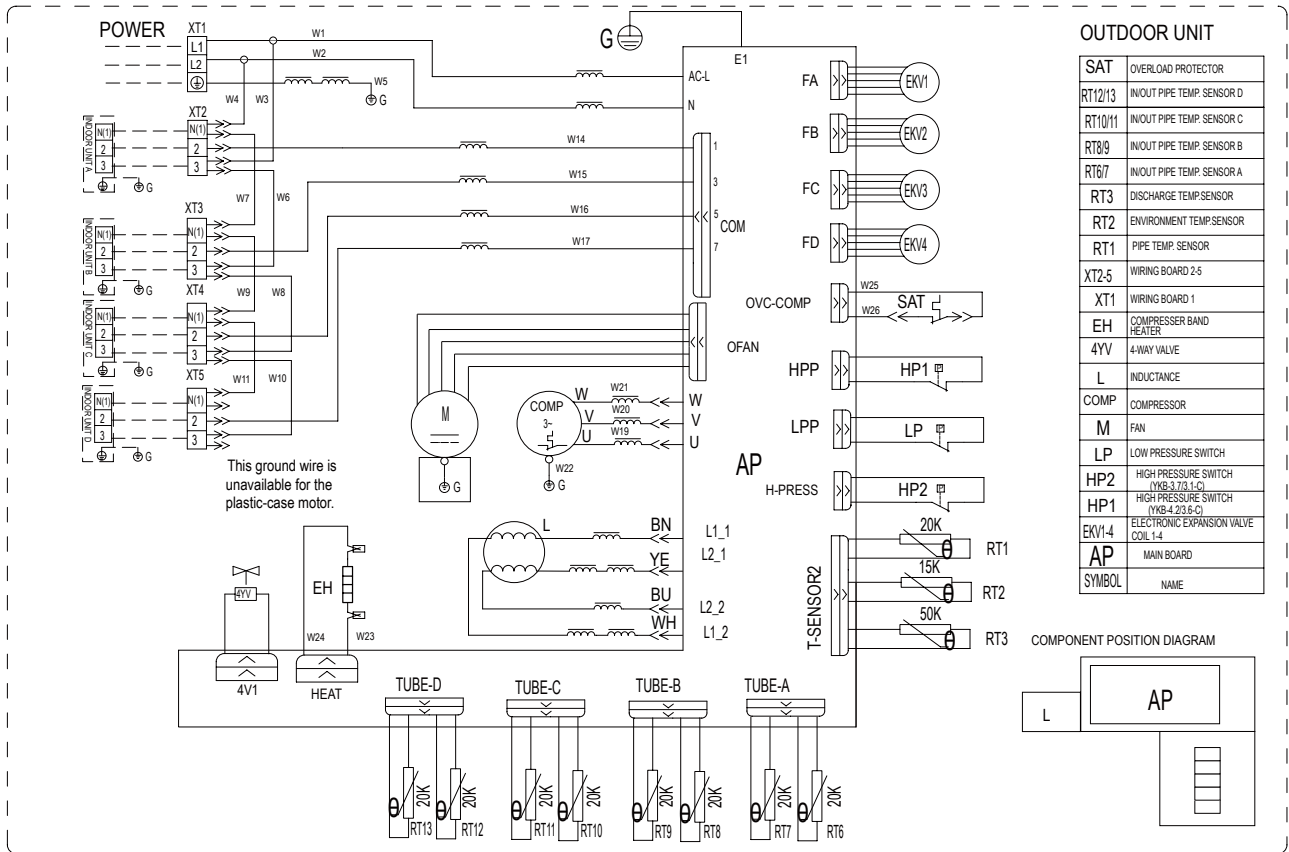 POWER
XT1
L1
L2
W1
W2
W5
G
W4
W3
XT2
INDOOR UNIT A
N(1)
2
3
G
N(1)
2
3
W7
W6
XT3
INDOOR UNIT B
N(1)
2
3
G
N(1)
2
3
W9
W8
XT4
INDOOR UNIT C
N(1)
2
3
G
N(1)
2
3
W11
W10
XT5
INDOOR UNIT D
N(1)
2
3
G
N(1)
2
3
This ground wire is
unavailable for the
plastic-case motor.
G
E1
AC-L
N
W14
W15
W16
W17
1
3
5
7
COM
OFAN
M
G
COMP
3~
W22
G
W
V
U
W21
W20
W19
W
V
U
AP
L
BN
YE
BU
WH
L1_1
L2_1
L2_2
L1_2
4YV
4V1
EH
W24
W23
HEAT
FA
EKV1
FB
EKV2
FC
EKV3
FD
EKV4
OVC-COMP
W25
W26
SAT
HPP
HP1
P
LPP
LP
P
H-PRESS
HP2
P
T-SENSOR2
20K
RT1
15K
RT2
50K
RT3
TUBE-D
20K
RT13
20K
RT12
TUBE-C
20K
RT11
20K
RT10
TUBE-B
20K
RT9
20K
RT8
TUBE-A
20K
RT7
20K
RT6
OUTDOOR UNIT
SAT OVERLOAD PROTECTOR
RT12/13 IN/OUT PIPE TEMP. SENSOR D
RT10/11 IN/OUT PIPE TEMP. SENSOR C
RT8/9 IN/OUT PIPE TEMP. SENSOR B
RT6/7 IN/OUT PIPE TEMP. SENSOR A
RT3 DISCHARGE TEMP.SENSOR
RT2 ENVIRONMENT TEMP.SENSOR
RT1 PIPE TEMP. SENSOR
XT2-5 WIRING BOARD 2-5
XT1 WIRING BOARD 1
EH COMPRESSER BAND
HEATER
4YV 4-WAY VALVE
L INDUCTANCE
COMP COMPRESSOR
M FAN
LP LOW PRESSURE SWITCH
HP2 HIGH PRESSURE SWITCH
(YKB-3.7/3.1-C)
HP1 HIGH PRESSURE SWITCH
(YKB-4.2/3.6-C)
EKV1-4 ELECTRONIC EXPANSION VALVE
COIL 1-4
AP MAIN BOARD
SYMBOL NAME
COMPONENT POSITION DIAGRAM
L
AP